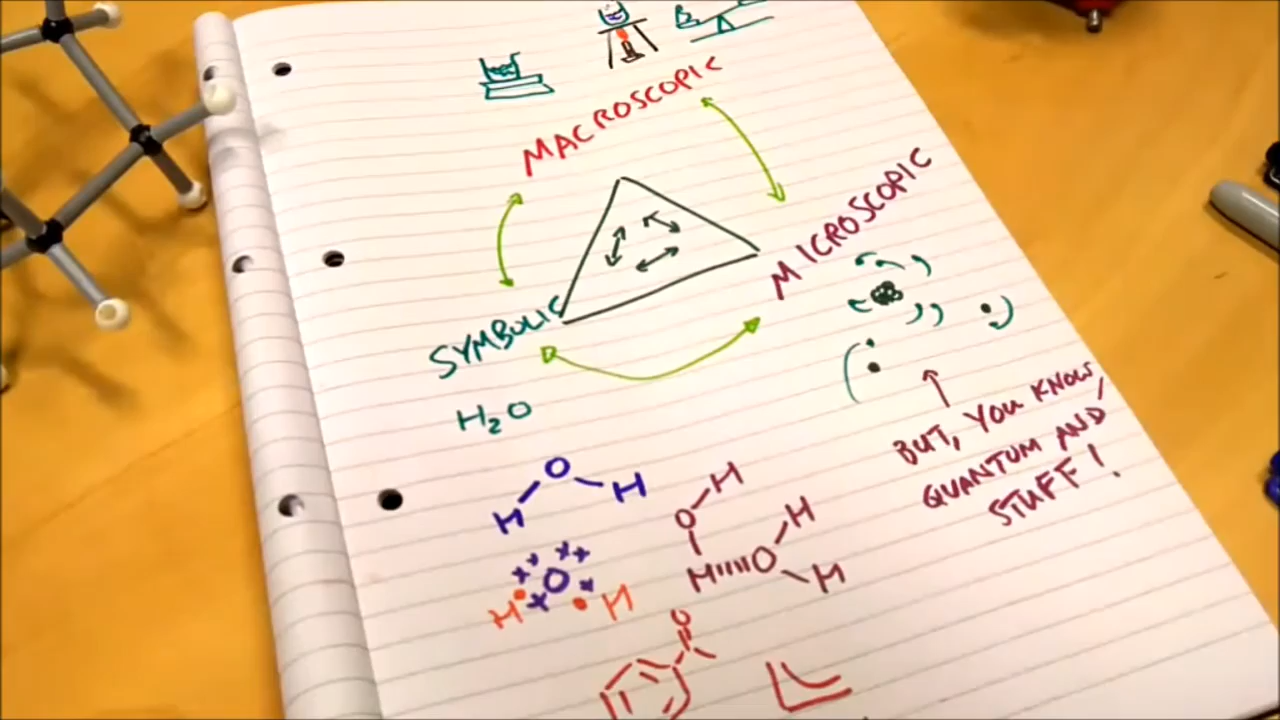 MACROSCOPIC
MICROSCOPIC
SYMBOLIC
H₂O
BUT, YOU KNOW,
QUANTUM AND
STUFF!
O
H H
O
H H
H
O
H O H
H
O